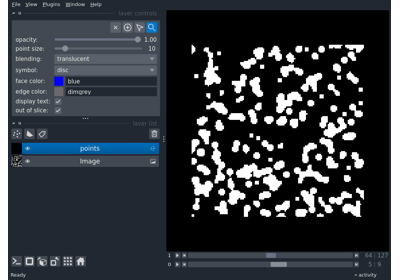 File View Plugins Window Help
layer controls
opacity: 1.00
point size: 10
blending: translucent
symbol: disc
face color: blue
edge color: dimgrey
display text:
out of slice:
layer list
points
Image
1 64 127
0 5 9
Ready
activity